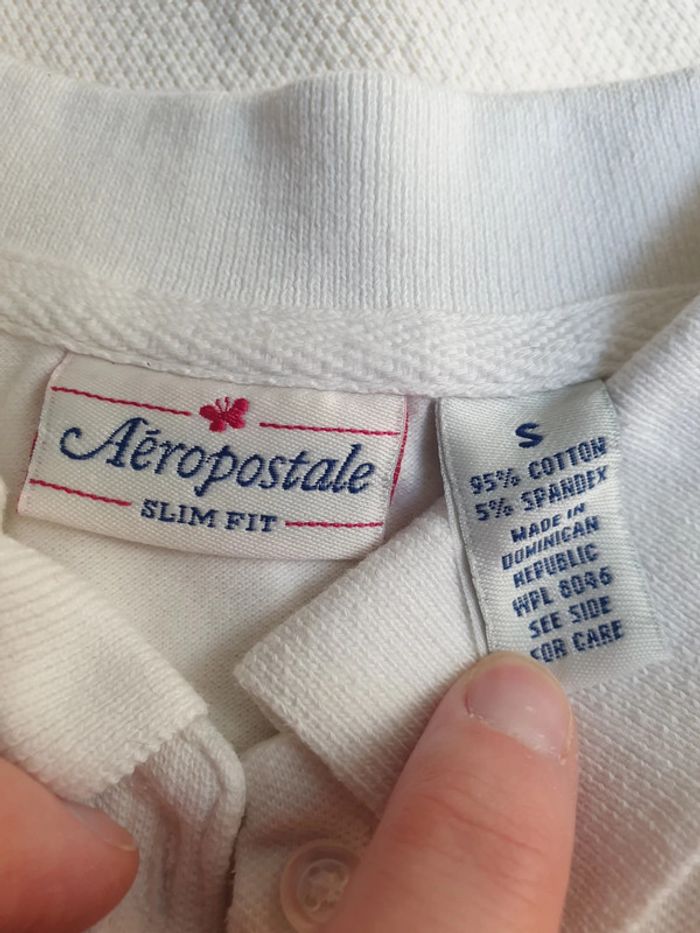 Aéropostale
SLIM FIT
S
95% COTTON
5% SPANDEX
MADE IN
DOMINICAN
REPUBLIC
WPL 8046
SEE SIDE
FOR CARE